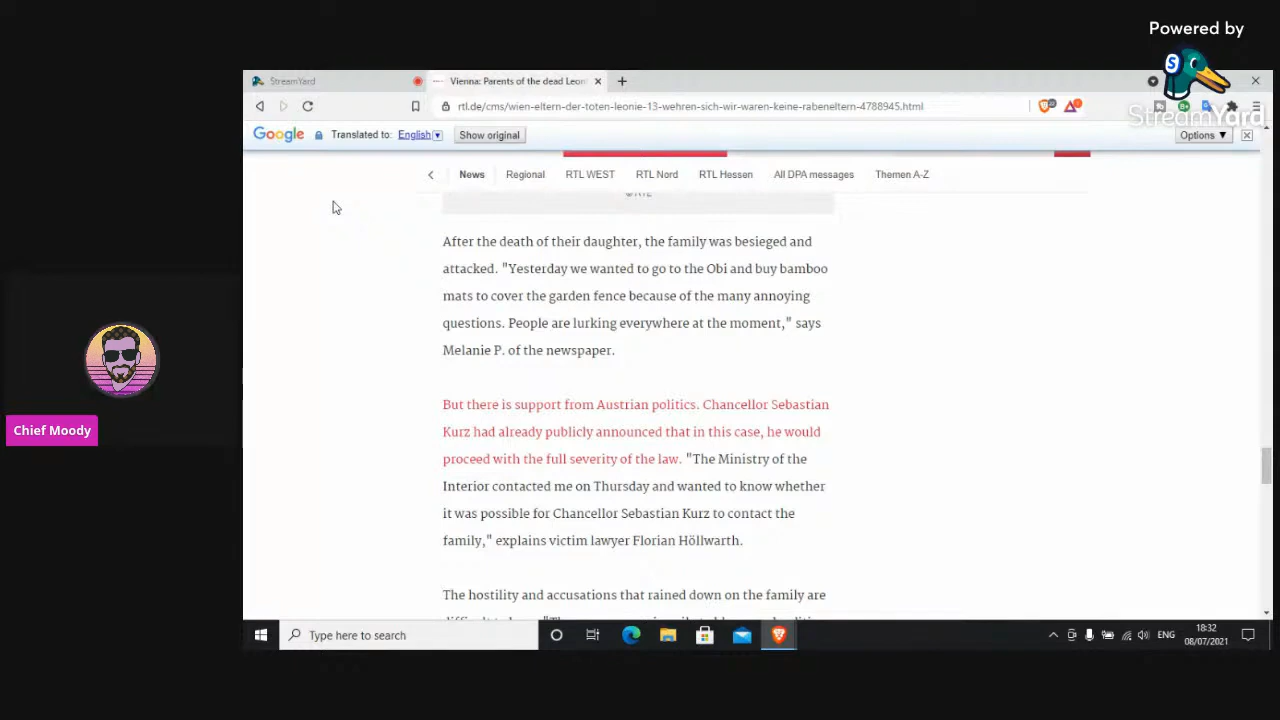 Powered by
StreamYard
StreamYard
Vienna: Parents of the dead Leon
rtl.de/cms/wien-eltern-der-toten-leonie-13-wehren-sich-wir-waren-keine-rabeneltern-4788945.html
Google Translated to: English Show original
Options ▼
News Regional RTL WEST RTL Nord RTL Hessen All DPA messages Themen A-Z
After the death of their daughter, the family was besieged and
attacked. "Yesterday we wanted to go to the Obi and buy bamboo
mats to cover the garden fence because of the many annoying
questions. People are lurking everywhere at the moment," says
Melanie P. of the newspaper.
But there is support from Austrian politics. Chancellor Sebastian
Kurz had already publicly announced that in this case, he would
proceed with the full severity of the law. "The Ministry of the
Interior contacted me on Thursday and wanted to know whether
it was possible for Chancellor Sebastian Kurz to contact the
family," explains victim lawyer Florian Höllwarth.
The hostility and accusations that rained down on the family are
Chief Moody
Type here to search
ENG
18:32
08/07/2021